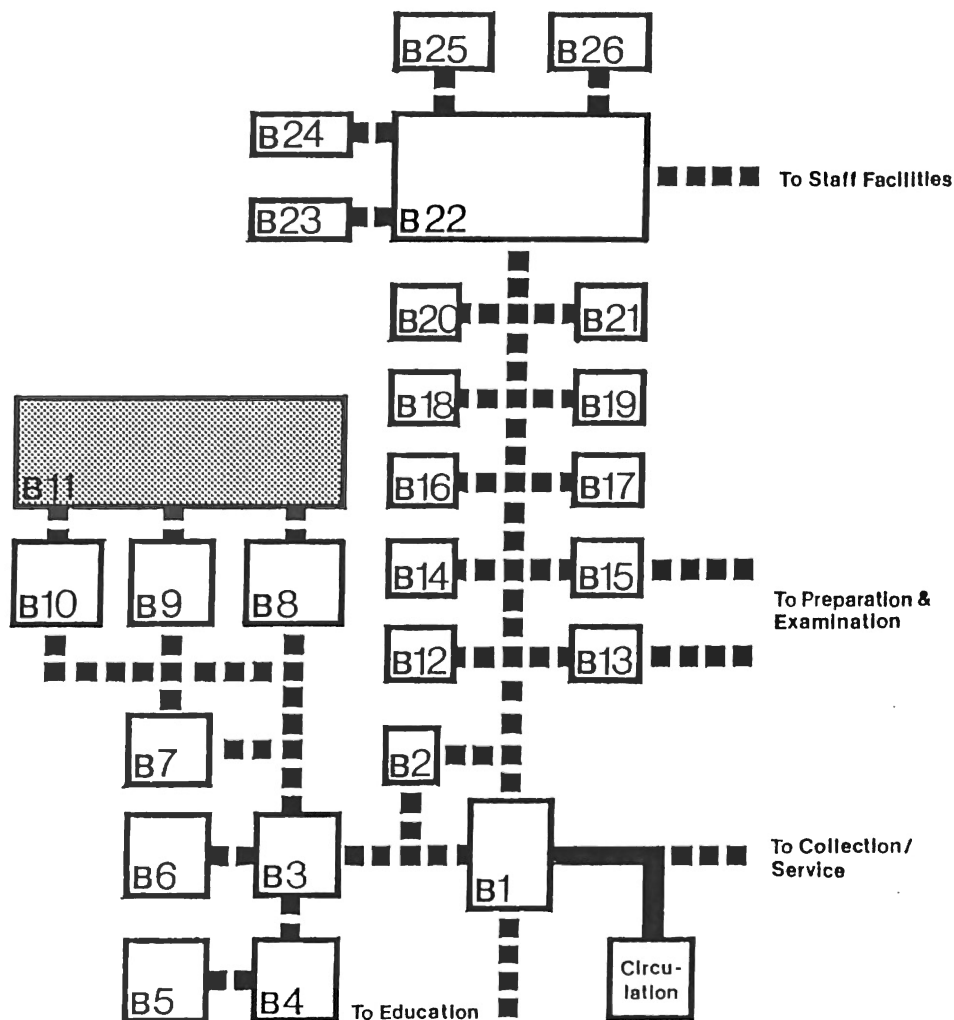 B25
B26
B24
To Staff Facilities
B23
B22
B20
B21
B18
B19
B11
B16
B17
B10
B9
B8
B14
B15
To Preparation &
Examination
B12
B13
B7
B2
B6
B3
B1
To Collection/
Service
B5
B4
To Education
Circu-
lation